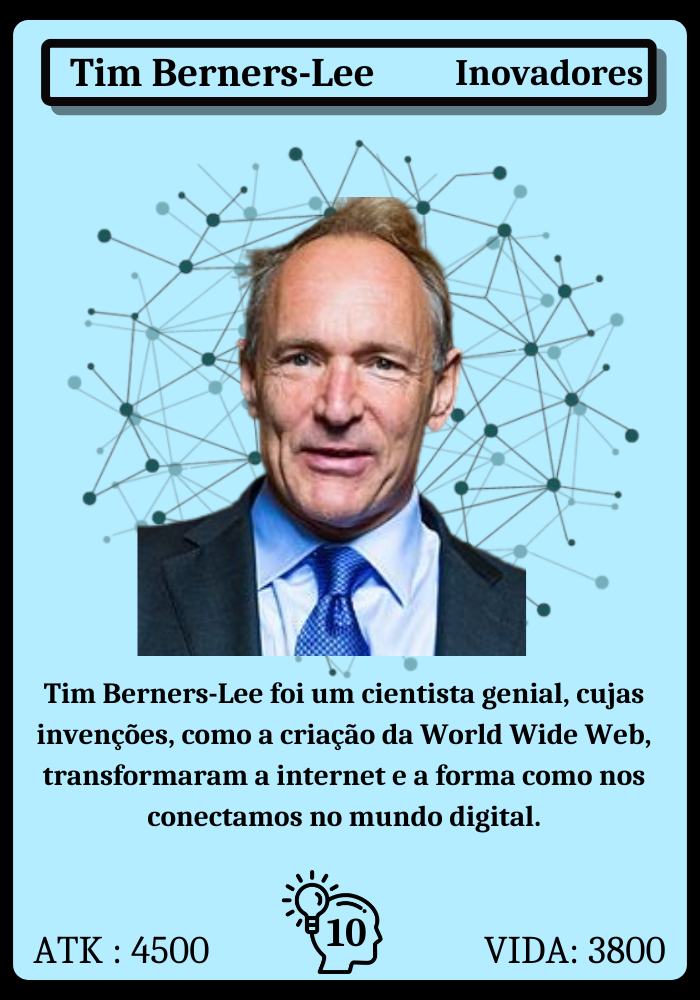 Tim Berners-Lee Inovadores
Tim Berners-Lee foi um cientista genial, cujas
invenções, como a criação da World Wide Web,
transformaram a internet e a forma como nos
conectamos no mundo digital.
10
ATK : 4500 VIDA: 3800